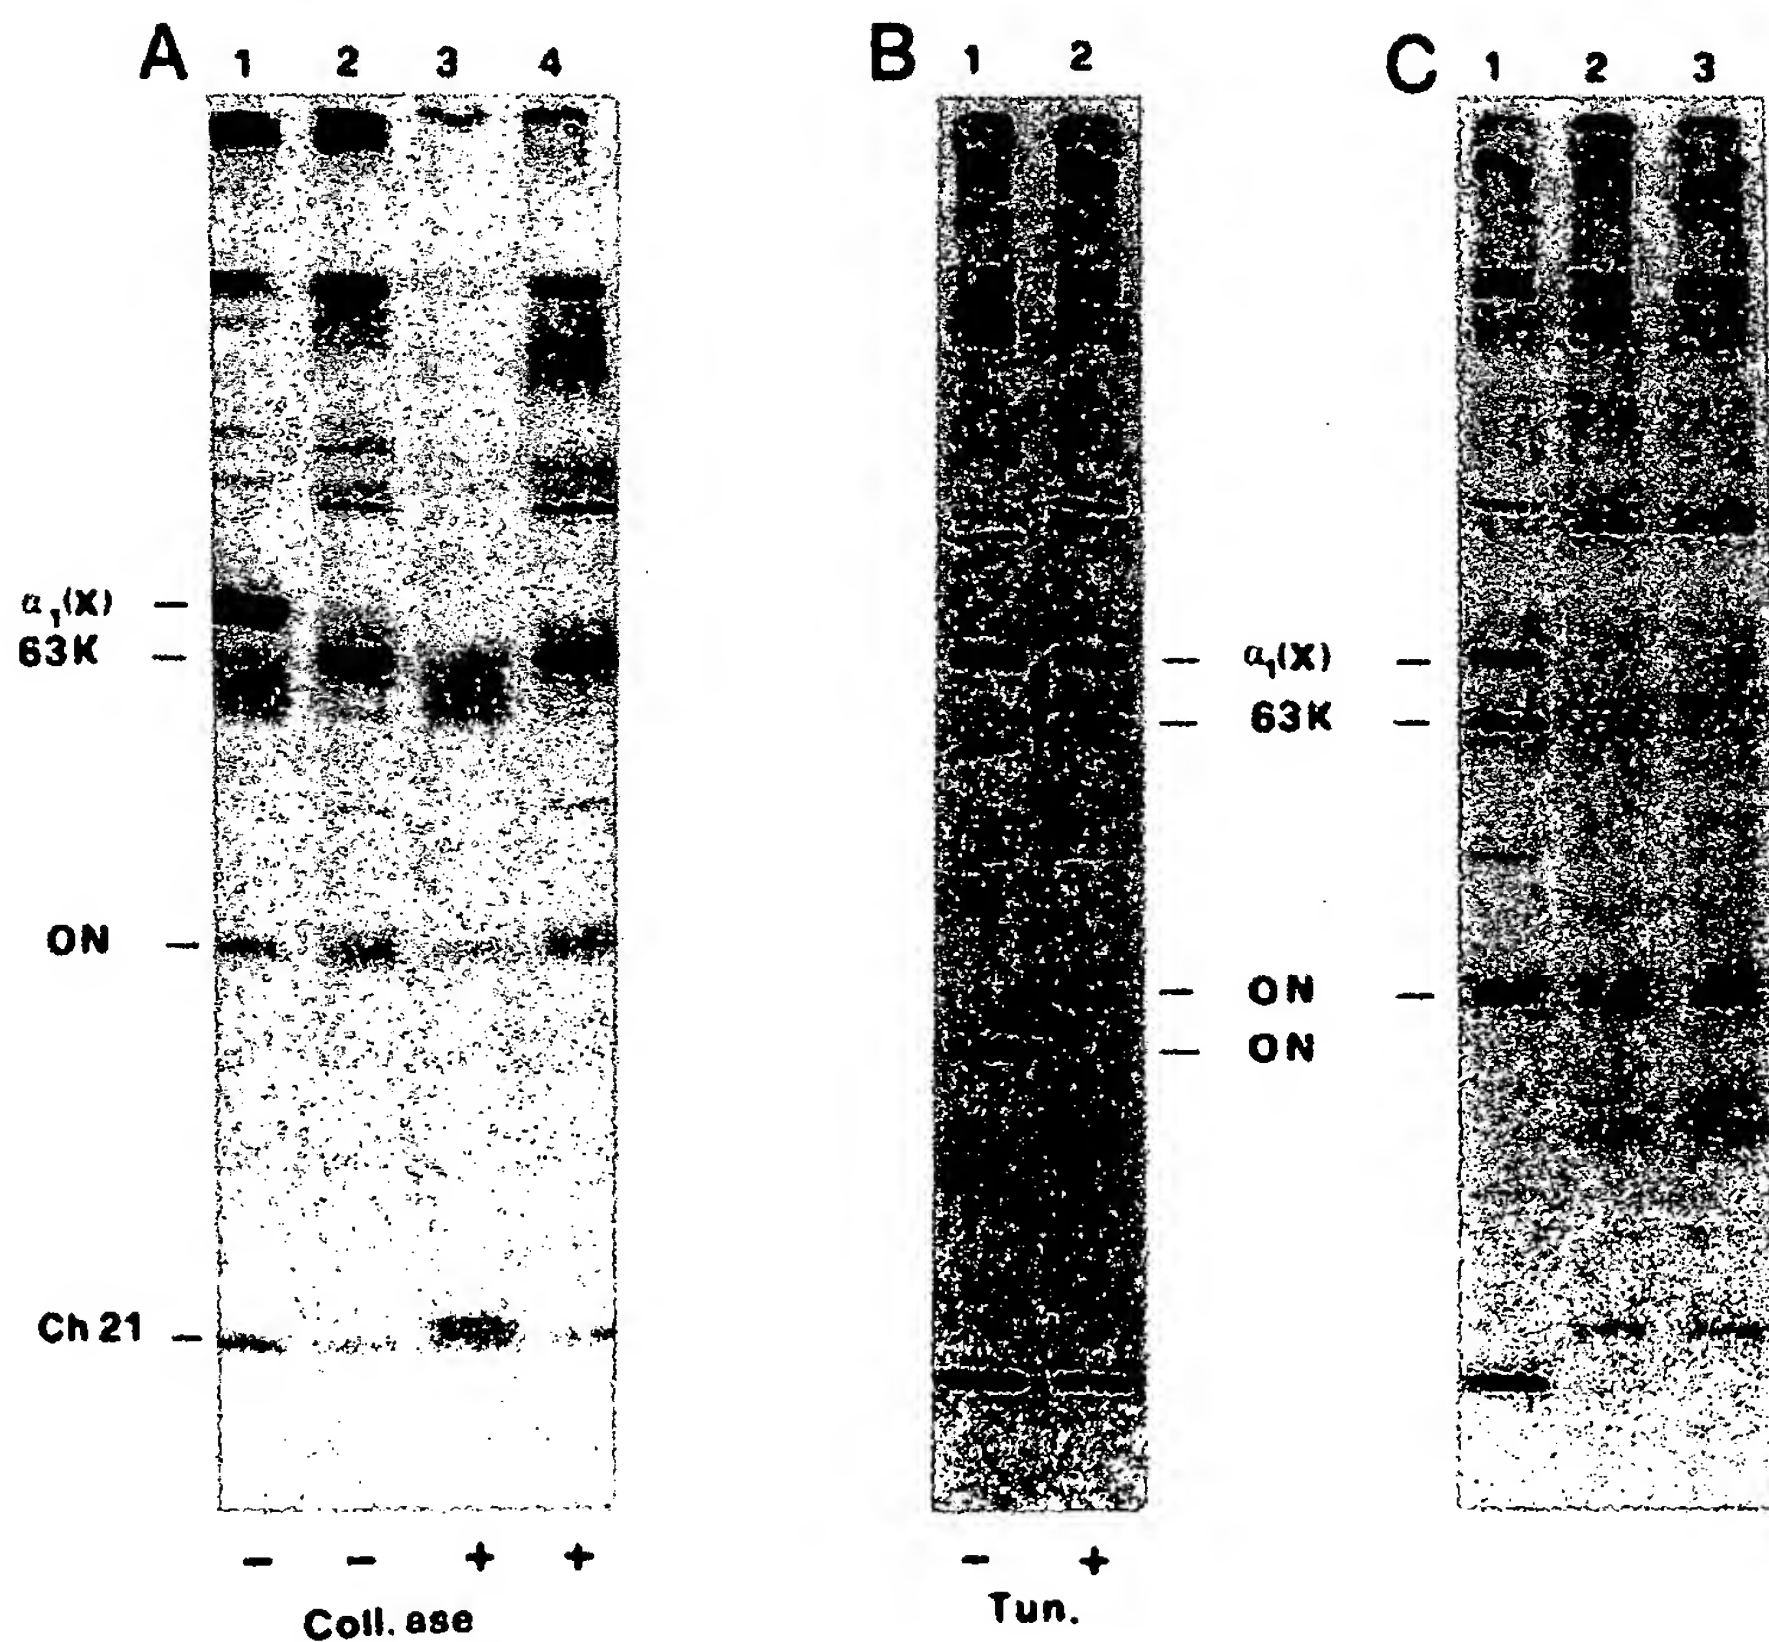 A 1 2 3 4
B 1 2
C 1 2 3
α₁(X) —
63K —
ON —
Ch 21 —
— α₁(X) —
— 63K —
— ON —
— ON
− − + +
Coll. ase
− +
Tun.